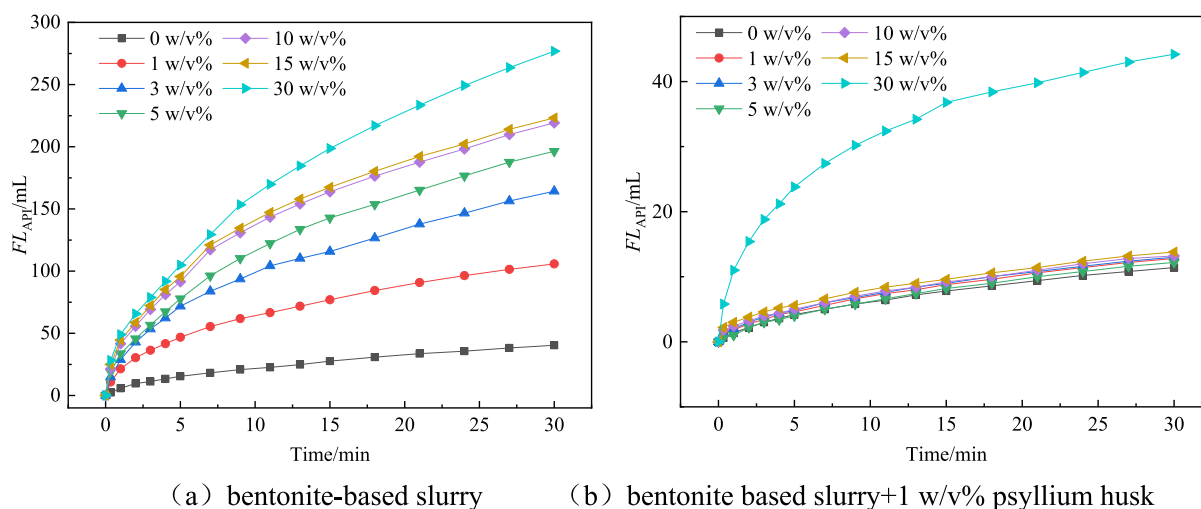 300
250
200
150
100
50
0
FL_API/mL
0 w/v%
1 w/v%
3 w/v%
5 w/v%
10 w/v%
15 w/v%
30 w/v%
0 5 10 15 20 25 30
Time/min
(a) bentonite-based slurry
40
20
0
FL_API/mL
0 w/v%
1 w/v%
3 w/v%
5 w/v%
10 w/v%
15 w/v%
30 w/v%
0 5 10 15 20 25 30
Time/min
(b) bentonite based slurry+1 w/v% psyllium husk